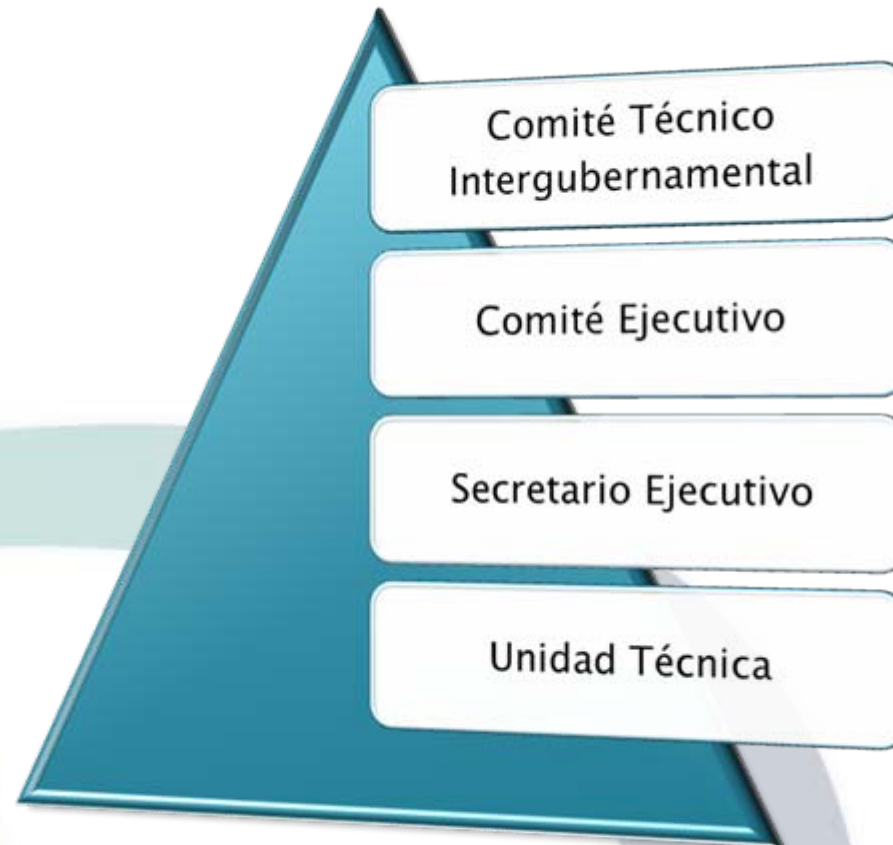 Comité Técnico
Intergubernamental
Comité Ejecutivo
Secretario Ejecutivo
Unidad Técnica